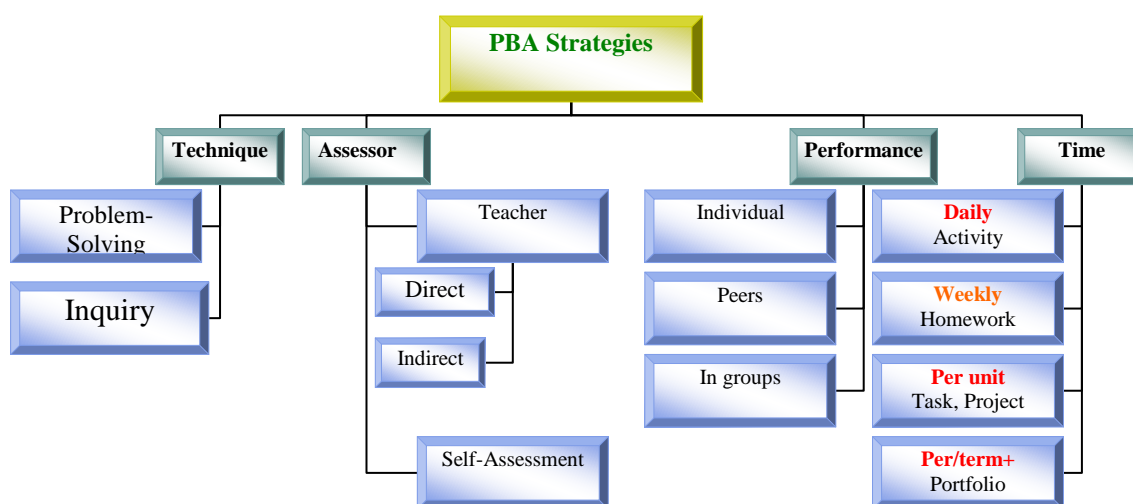 PBA Strategies
Technique
Assessor
Performance
Time
Problem-
Solving
Inquiry
Teacher
Direct
Indirect
Self-Assessment
Individual
Peers
In groups
Daily
Activity
Weekly
Homework
Per unit
Task, Project
Per/term+
Portfolio